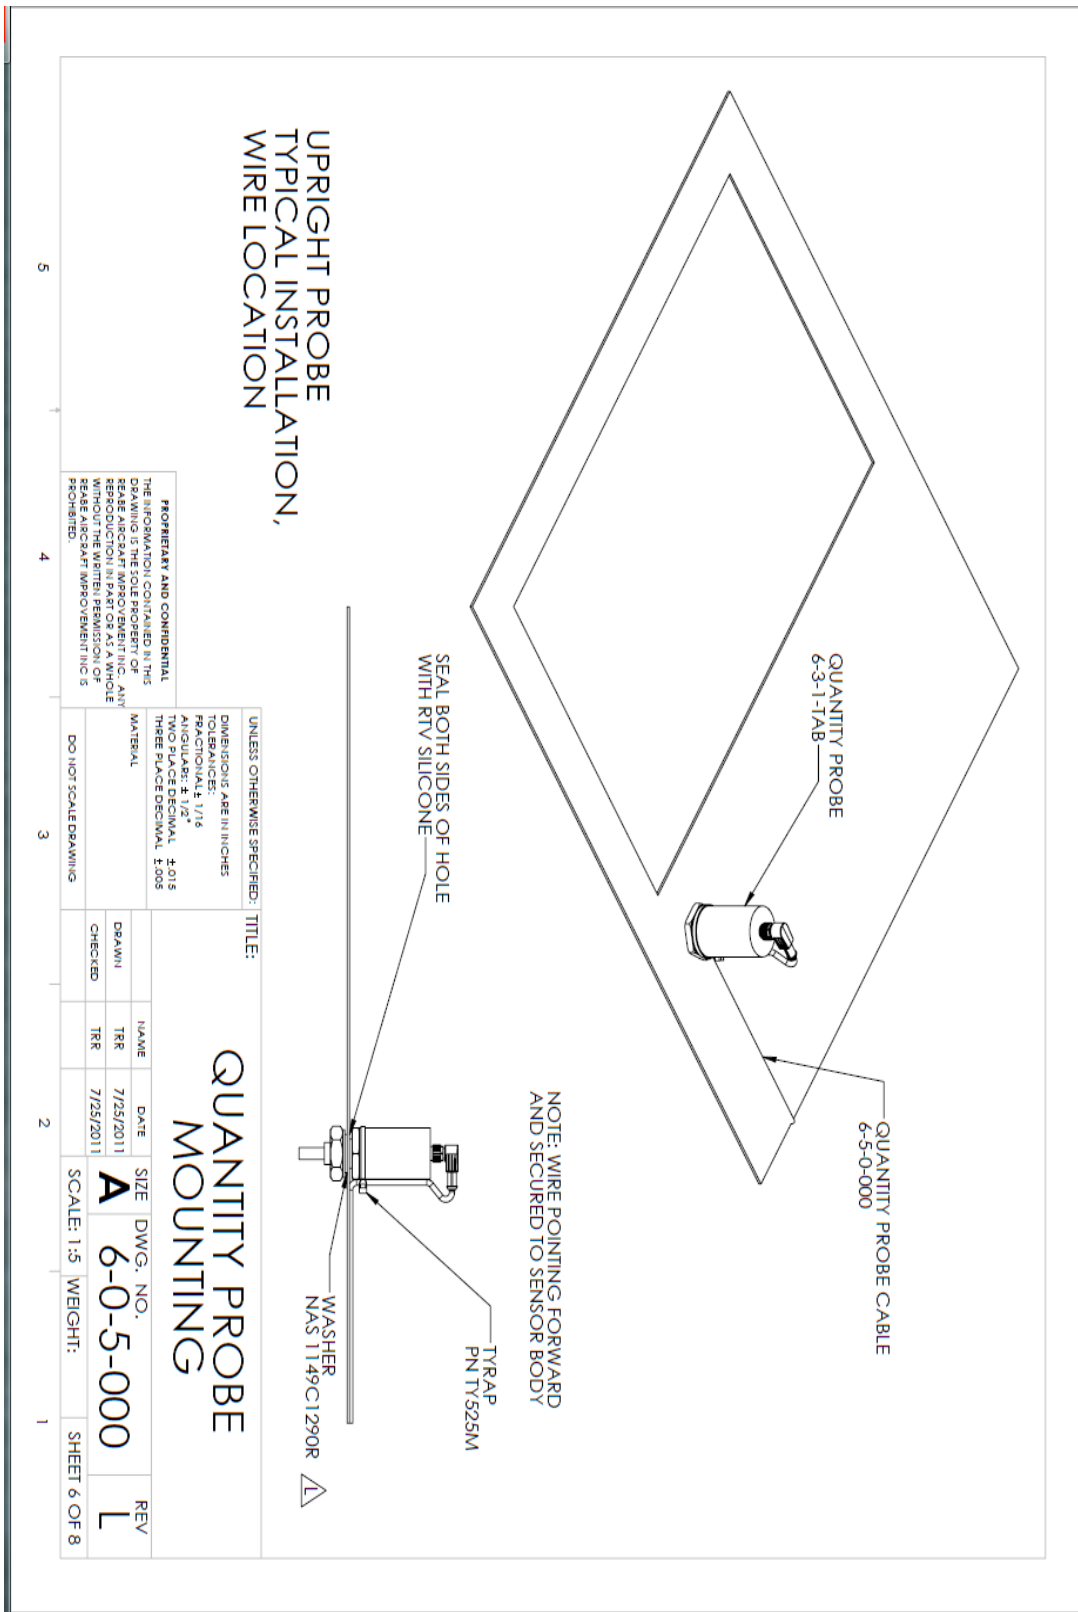 QUANTITY PROBE CABLE
6-5-0-000
QUANTITY PROBE
6-3-1-TAB
NOTE: WIRE POINTING FORWARD
AND SECURED TO SENSOR BODY
SEAL BOTH SIDES OF HOLE
WITH RTV SILICONE
TYRAP
PN TY525M
WASHER
NAS 1149C1290R
L
UPRIGHT PROBE
TYPICAL INSTALLATION,
WIRE LOCATION
PROPRIETARY AND CONFIDENTIAL
THE INFORMATION CONTAINED IN THIS
DRAWING IS THE SOLE PROPERTY OF
REABE AIRCRAFT IMPROVEMENT INC. ANY
REPRODUCTION IN PART OR AS A WHOLE
WITHOUT THE WRITTEN PERMISSION OF
REABE AIRCRAFT IMPROVEMENT INC IS
PROHIBITED.
UNLESS OTHERWISE SPECIFIED:
DIMENSIONS ARE IN INCHES
TOLERANCES:
FRACTIONAL ± 1/16
ANGULAR: ± 1/2°
TWO PLACE DECIMAL ±.015
THREE PLACE DECIMAL ±.005
MATERIAL
DO NOT SCALE DRAWING
NAME DATE
DRAWN TRR 7/25/2011
CHECKED TRR 7/25/2011
TITLE:
QUANTITY PROBE
MOUNTING
SIZE DWG. NO. REV
A 6-0-5-000 L
SCALE: 1:5 WEIGHT: SHEET 6 OF 8
5 4 3 2 1